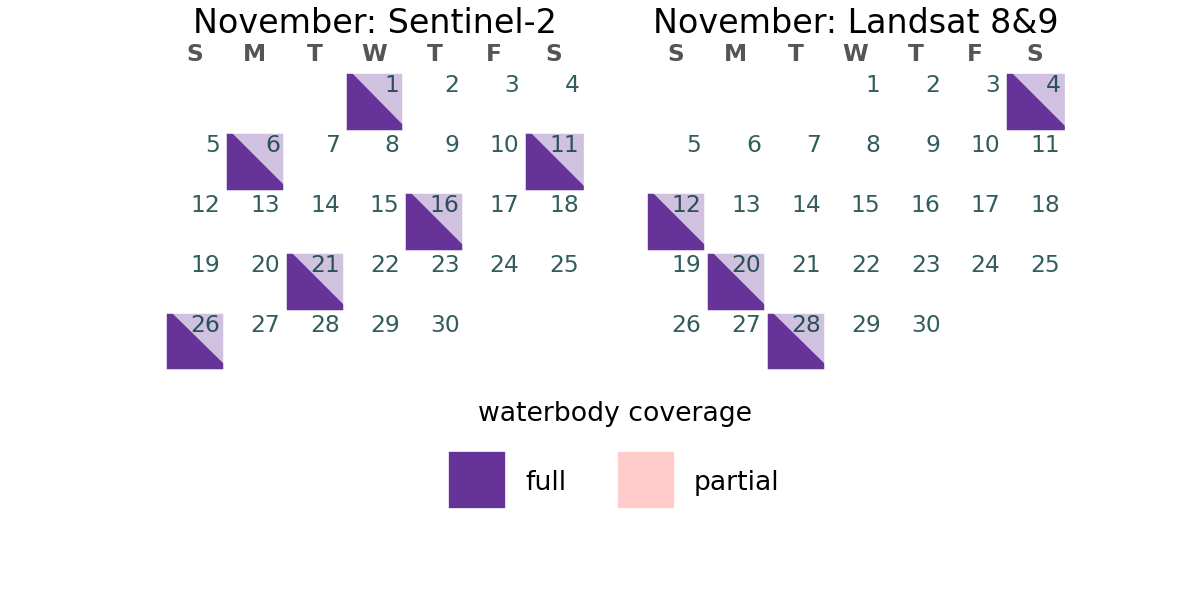 November: Sentinel-2
S M T W T F S
1 2 3 4
5 6 7 8 9 10 11
12 13 14 15 16 17 18
19 20 21 22 23 24 25
26 27 28 29 30
November: Landsat 8&9
S M T W T F S
1 2 3 4
5 6 7 8 9 10 11
12 13 14 15 16 17 18
19 20 21 22 23 24 25
26 27 28 29 30
waterbody coverage
full
partial